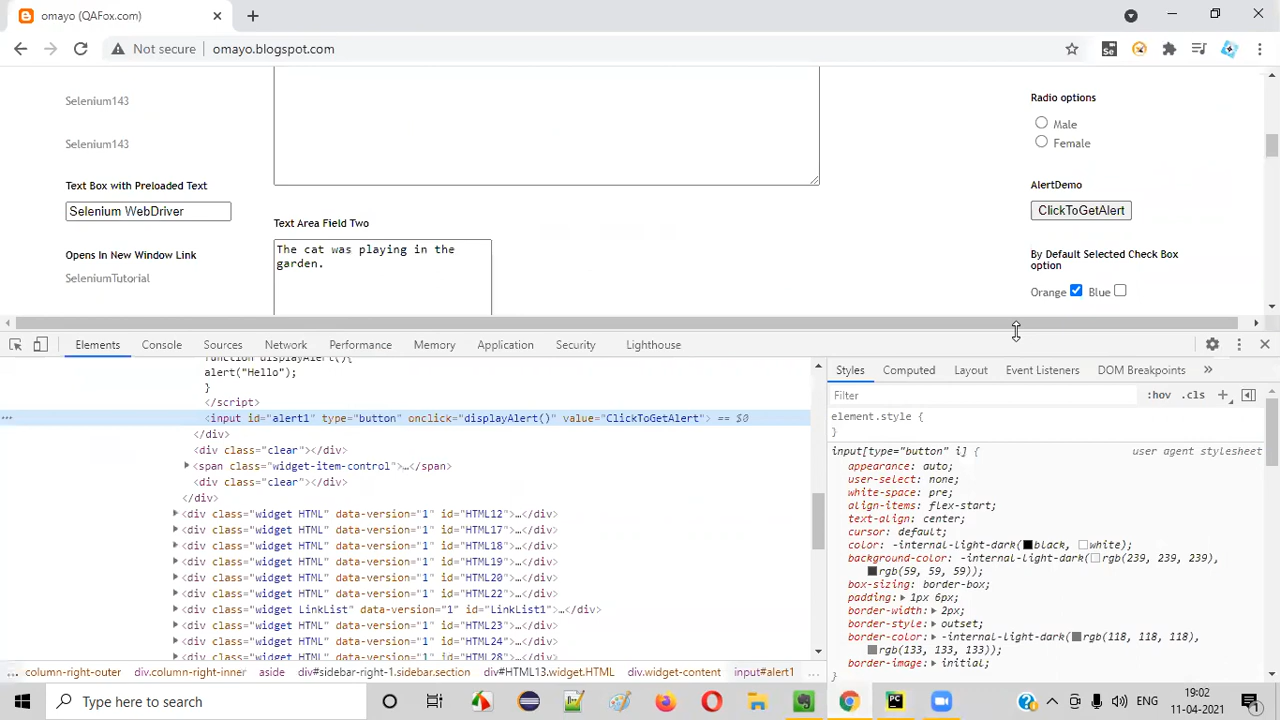 omayo (QAFox.com)
Not secure
omayo.blogspot.com
Selenium143
Selenium143
Text Box with Preloaded Text
Selenium WebDriver
Opens In New Window Link
SeleniumTutorial
Text Area Field Two
The cat was playing in the
garden.
Radio options
Male
Female
AlertDemo
ClickToGetAlert
By Default Selected Check Box
option
Orange Blue
Elements Console Sources Network Performance Memory Application Security Lighthouse
function displayAlert(){
alert("Hello");
}
</script>
<input id="alert1" type="button" onclick="displayAlert()" value="ClickToGetAlert"> == $0
</div>
<div class="clear"></div>
<span class="widget-item-control">…</span>
<div class="clear"></div>
</div>
<div class="widget HTML" data-version="1" id="HTML12">…</div>
<div class="widget HTML" data-version="1" id="HTML17">…</div>
<div class="widget HTML" data-version="1" id="HTML18">…</div>
<div class="widget HTML" data-version="1" id="HTML19">…</div>
<div class="widget HTML" data-version="1" id="HTML20">…</div>
<div class="widget HTML" data-version="1" id="HTML22">…</div>
<div class="widget LinkList" data-version="1" id="LinkList1">…</div>
<div class="widget HTML" data-version="1" id="HTML23">…</div>
<div class="widget HTML" data-version="1" id="HTML24">…</div>
<div class="widget HTML" data-version="1" id="HTML28">…</div>
... column-right-outer div.column-right-inner aside div#sidebar-right-1.sidebar.section div#HTML13.widget.HTML div.widget-content input#alert1 ...
Styles Computed Layout Event Listeners DOM Breakpoints »
Filter :hov .cls +
element.style {
}
input[type="button" i] { user agent stylesheet
appearance: auto;
user-select: none;
white-space: pre;
align-items: flex-start;
text-align: center;
cursor: default;
color: -internal-light-dark(black, white);
background-color: -internal-light-dark(rgb(239, 239, 239),
rgb(59, 59, 59));
box-sizing: border-box;
padding: 1px 6px;
border-width: 2px;
border-style: outset;
border-color: -internal-light-dark(rgb(118, 118, 118),
rgb(133, 133, 133));
border-image: initial;
}
Type here to search
ENG
19:02
11-04-2021